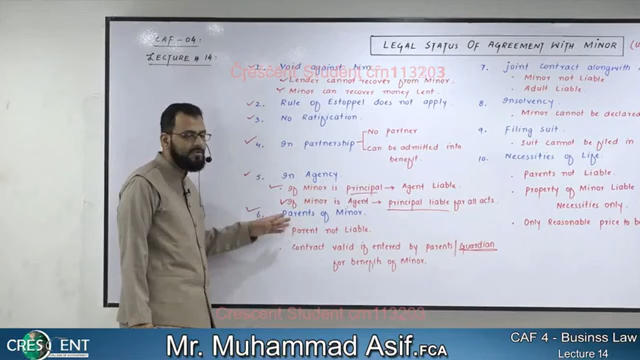 CAF - 04.
LECTURE # 14:
LEGAL STATUS OF AGREEMENT WITH MINOR
1. Void against him
Lender cannot recover from Minor.
Minor can recover money lent.
2. Rule of Estoppel does not apply.
3. No Ratification.
4. In partnership
No partner
Can be admitted into benefit.
5. In Agency
If Minor is principal → Agent Liable.
If Minor is Agent → principal liable for all acts.
6. Parents of Minor.
Parent not Liable.
Contract valid is entered by parents / Guardian
for benefit of Minor.
7. Joint contract alongwith
Minor not Liable
Adult Liable.
8. Insolvency.
Minor cannot be declared
9. Filing Suit.
Suit cannot be filed in
10. Necessities of Life.
Parents not Liable.
Property of Minor Liable
Necessities only.
Only Reasonable price to be
Crescent Student crn113203
Crescent Student crn113203
CRESCENT
Mr. Muhammad Asif.FCA
CAF 4 - Businss Law
Lecture 14